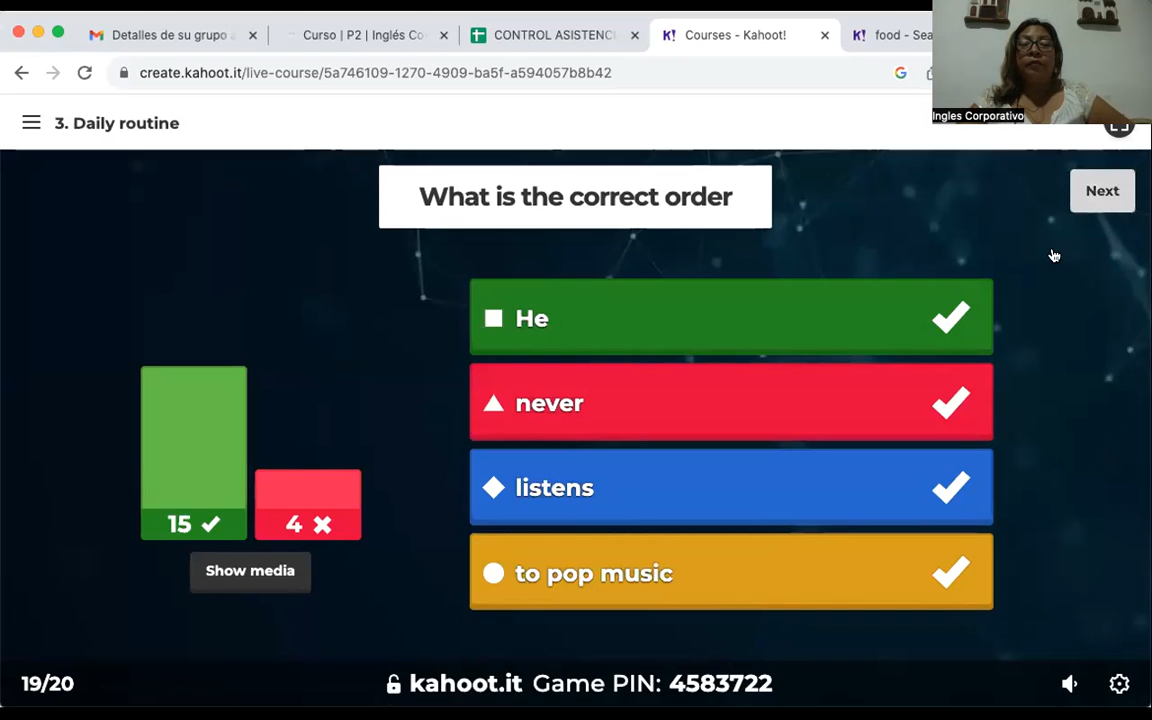 Detalles de su grupo a
Curso | P2 | Inglés Co
CONTROL ASISTENCI
Courses - Kahoot!
K! food - Sea
create.kahoot.it/live-course/5a746109-1270-4909-ba5f-a594057b8b42
Ingles Corporativo
3. Daily routine
What is the correct order
Next
He
never
listens
to pop music
15
4
Show media
19/20
kahoot.it Game PIN: 4583722